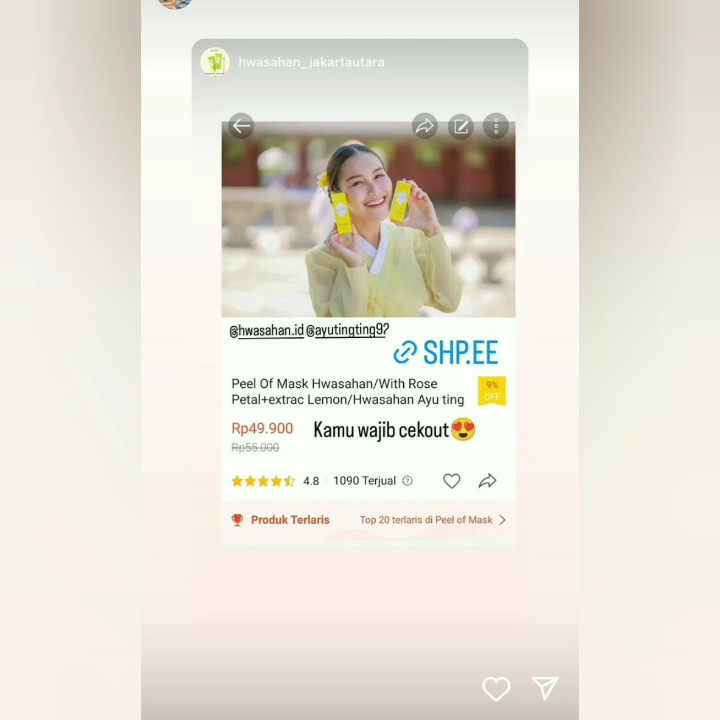 hwasahan_jakartautara
@hwasahan.id @ayutingting92
SHP.EE
Peel Of Mask Hwasahan/With Rose
Petal+extrac Lemon/Hwasahan Ayu ting
9%
OFF
Rp49.900
Kamu wajib cekout😍
Rp55.000
4.8
1090 Terjual
Produk Terlaris
Top 20 terlaris di Peel of Mask